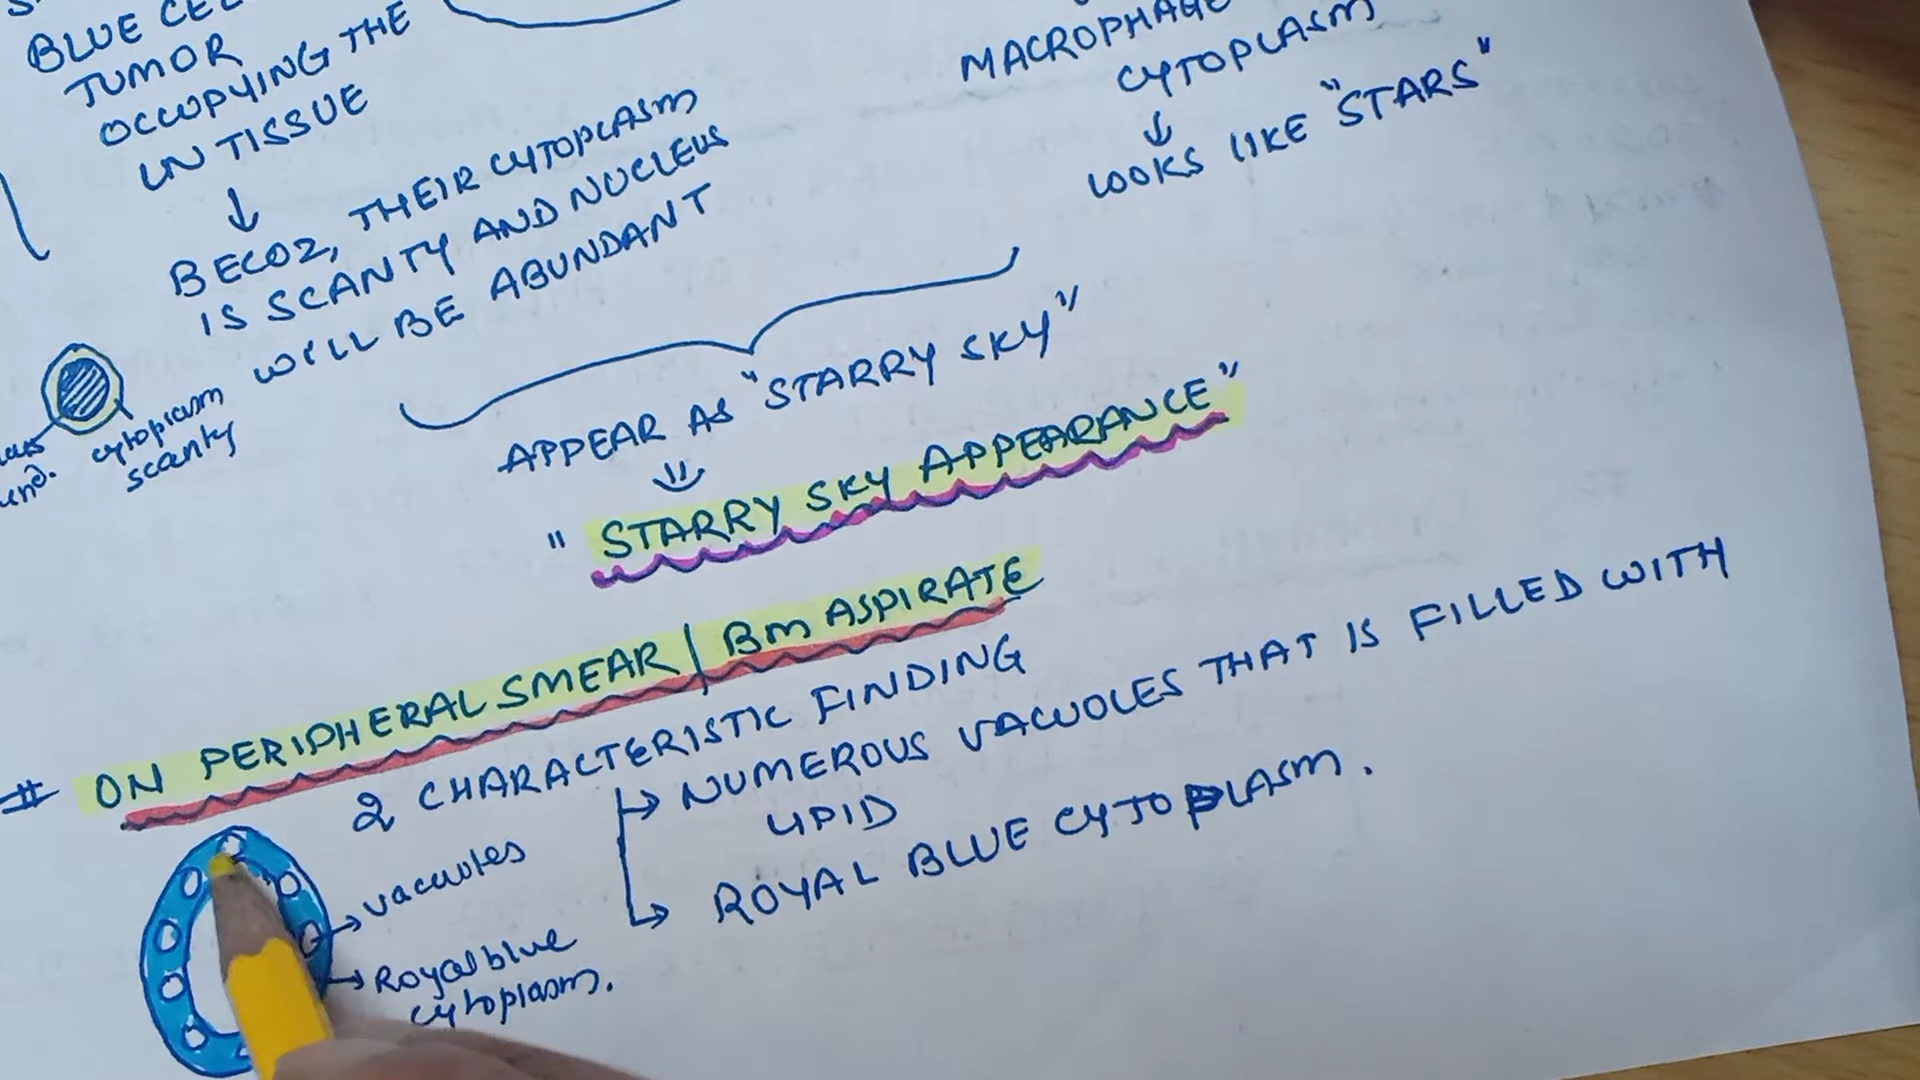 BLUE CEL
TUMOR
OCCUPYING THE
LN TISSUE
↓
BECOZ, THEIR CYTOPLASM
IS SCANTY AND NUCLEUS
WILL BE ABUNDANT
cytoplasm
scanty
MACROPHAGE
CYTOPLASM
↓
LOOKS LIKE "STARS"
APPEAR AS "STARRY SKY"
"STARRY SKY APPEARANCE"
# ON PERIPHERAL SMEAR | BM ASPIRATE
2 CHARACTERISTIC FINDING
→ NUMEROUS VACUOLES THAT IS FILLED WITH
LIPID
→ ROYAL BLUE CYTOPLASM.
→ vacuoles
→ Royal blue
cytoplasm.